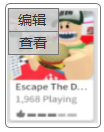 编辑
查看
Escape The D...
1,968 Playing